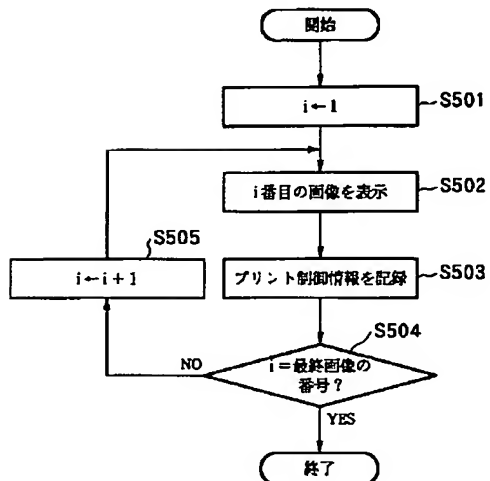 開始
i←1
S501
i番目の画像を表示
S502
S505
i←i+1
プリント制御情報を記録
S503
S504
NO
i=最終画像の
番号?
YES
終了